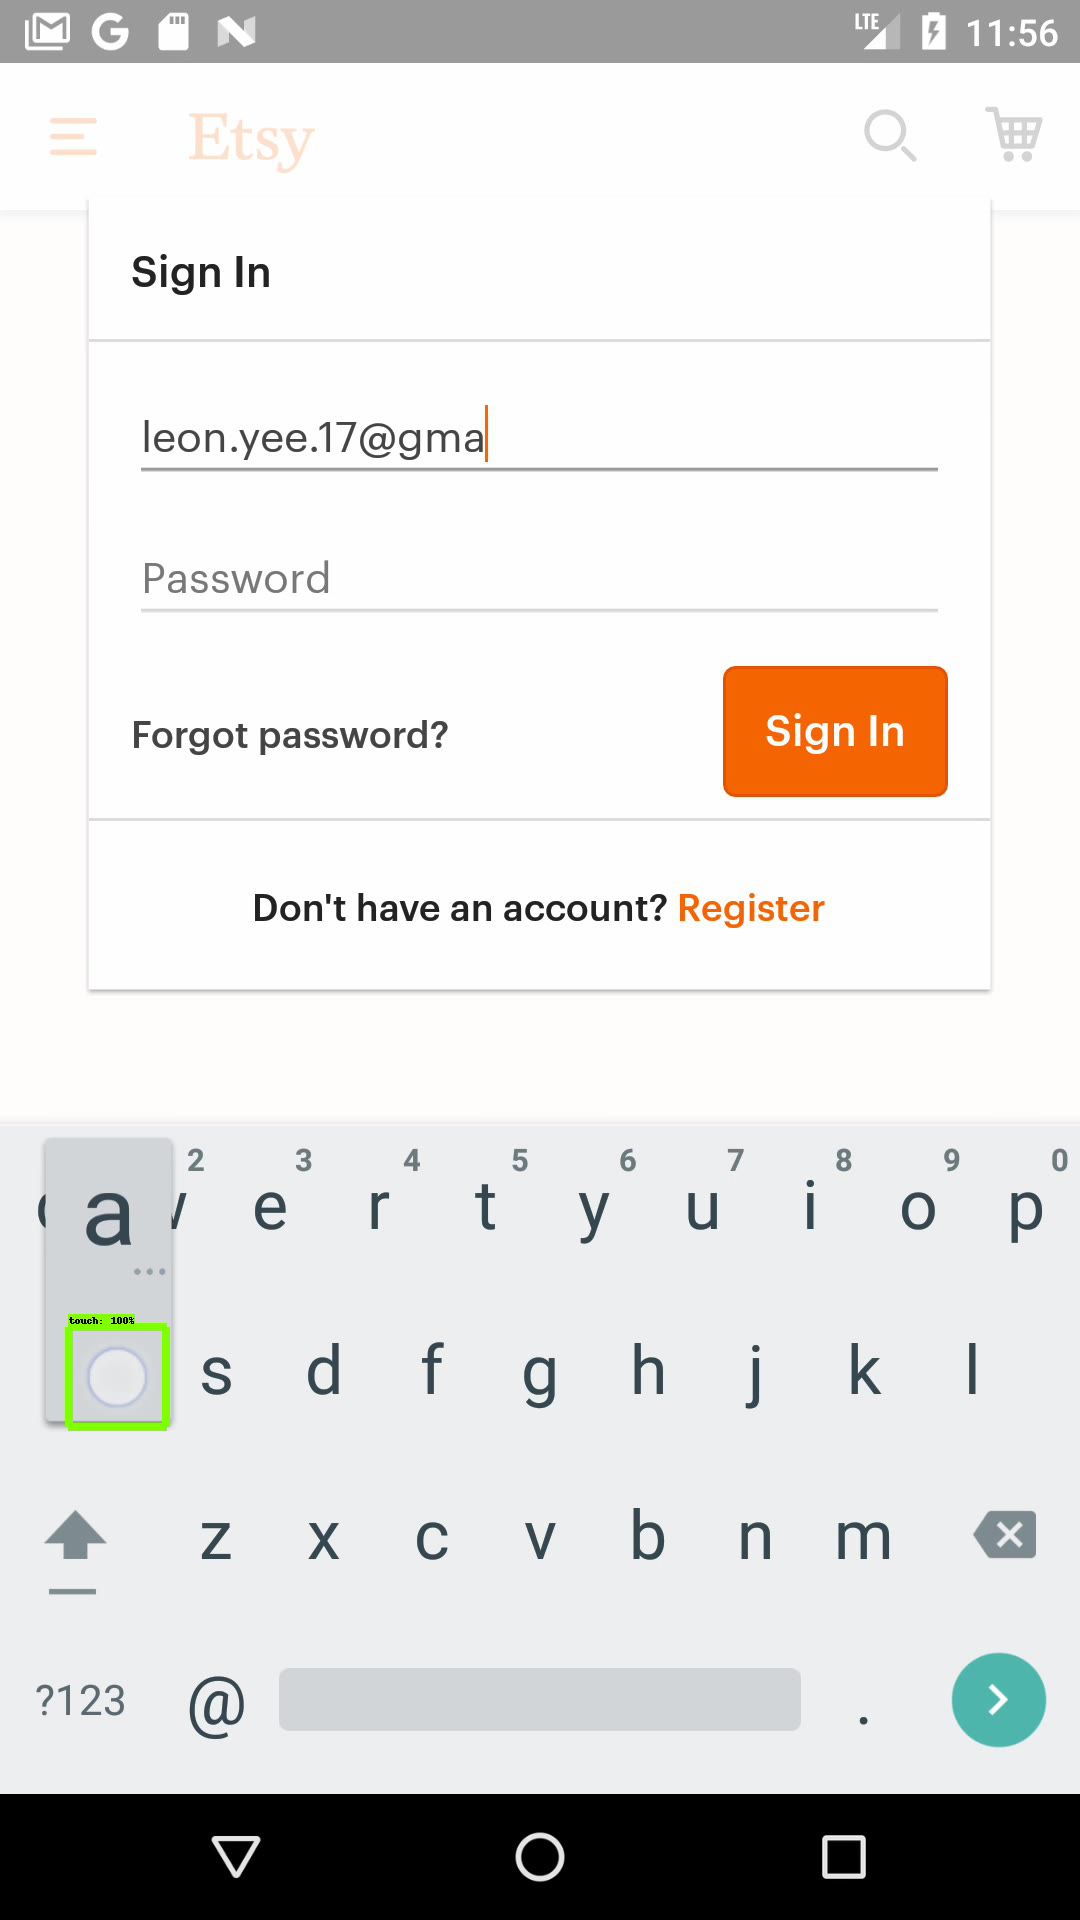 LTE 11:56
Etsy
Sign In
leon.yee.17@gma
Password
Forgot password? Sign In
Don't have an account? Register
2 3 4 5 6 7 8 9 0
a e r t y u i o p
touch: 100%
s d f g h j k l
z x c v b n m
?123 @ .